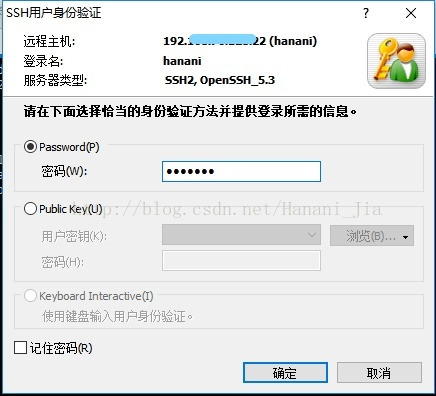 SSH用户身份验证
远程主机: 192. .22 (hanani)
登录名: hanani
服务器类型: SSH2, OpenSSH_5.3
请在下面选择恰当的身份验证方法并提供登录所需的信息。
Password(P)
密码(W): •••••••
http://blog.csdn.net/Hanani_Jia
Public Key(U)
用户密钥(K): 浏览(B)...
密码(H):
Keyboard Interactive(I)
使用键盘输入用户身份验证。
记住密码(R)
确定 取消